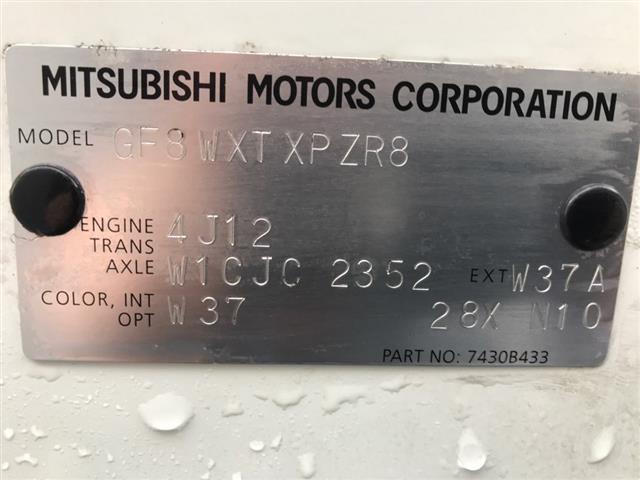 MITSUBISHI MOTORS CORPORATION
MODEL GF8WXTXPZR8
ENGINE 4J12
TRANS AXLE W1CJC 2352 EXT W37A
COLOR, INT OPT W37 28X N10
PART NO: 7430B433